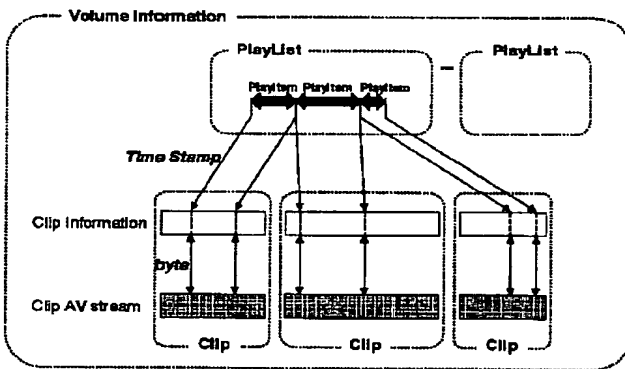 Volume Information
PlayList
PlayList
PlayItem PlayItem PlayItem
Time Stamp
Clip Information
byte
Clip AV stream
Clip
Clip
Clip